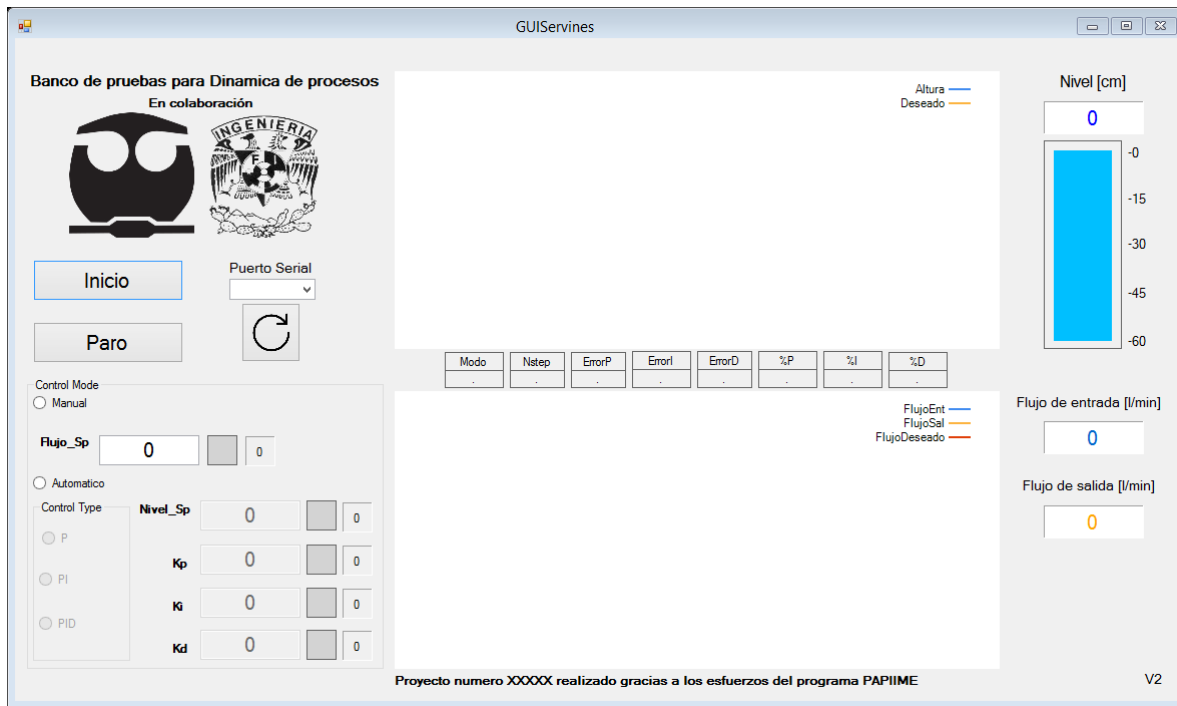 GUIServines
Banco de pruebas para Dinamica de procesos
En colaboración
INGENIERIA
F I
Inicio
Puerto Serial
Paro
Control Mode
Manual
Flujo_Sp
0
0
Automatico
Control Type
P
PI
PID
Nivel_Sp
0
0
Kp
0
0
Ki
0
0
Kd
0
0
Altura
Deseado
Modo Nstep ErrorP ErrorI ErrorD %P %I %D
. . . . . . . .
FlujoEnt
FlujoSal
FlujoDeseado
Proyecto numero XXXXX realizado gracias a los esfuerzos del programa PAPIIME
Nivel [cm]
0
-0
-15
-30
-45
-60
Flujo de entrada [l/min]
0
Flujo de salida [l/min]
0
V2